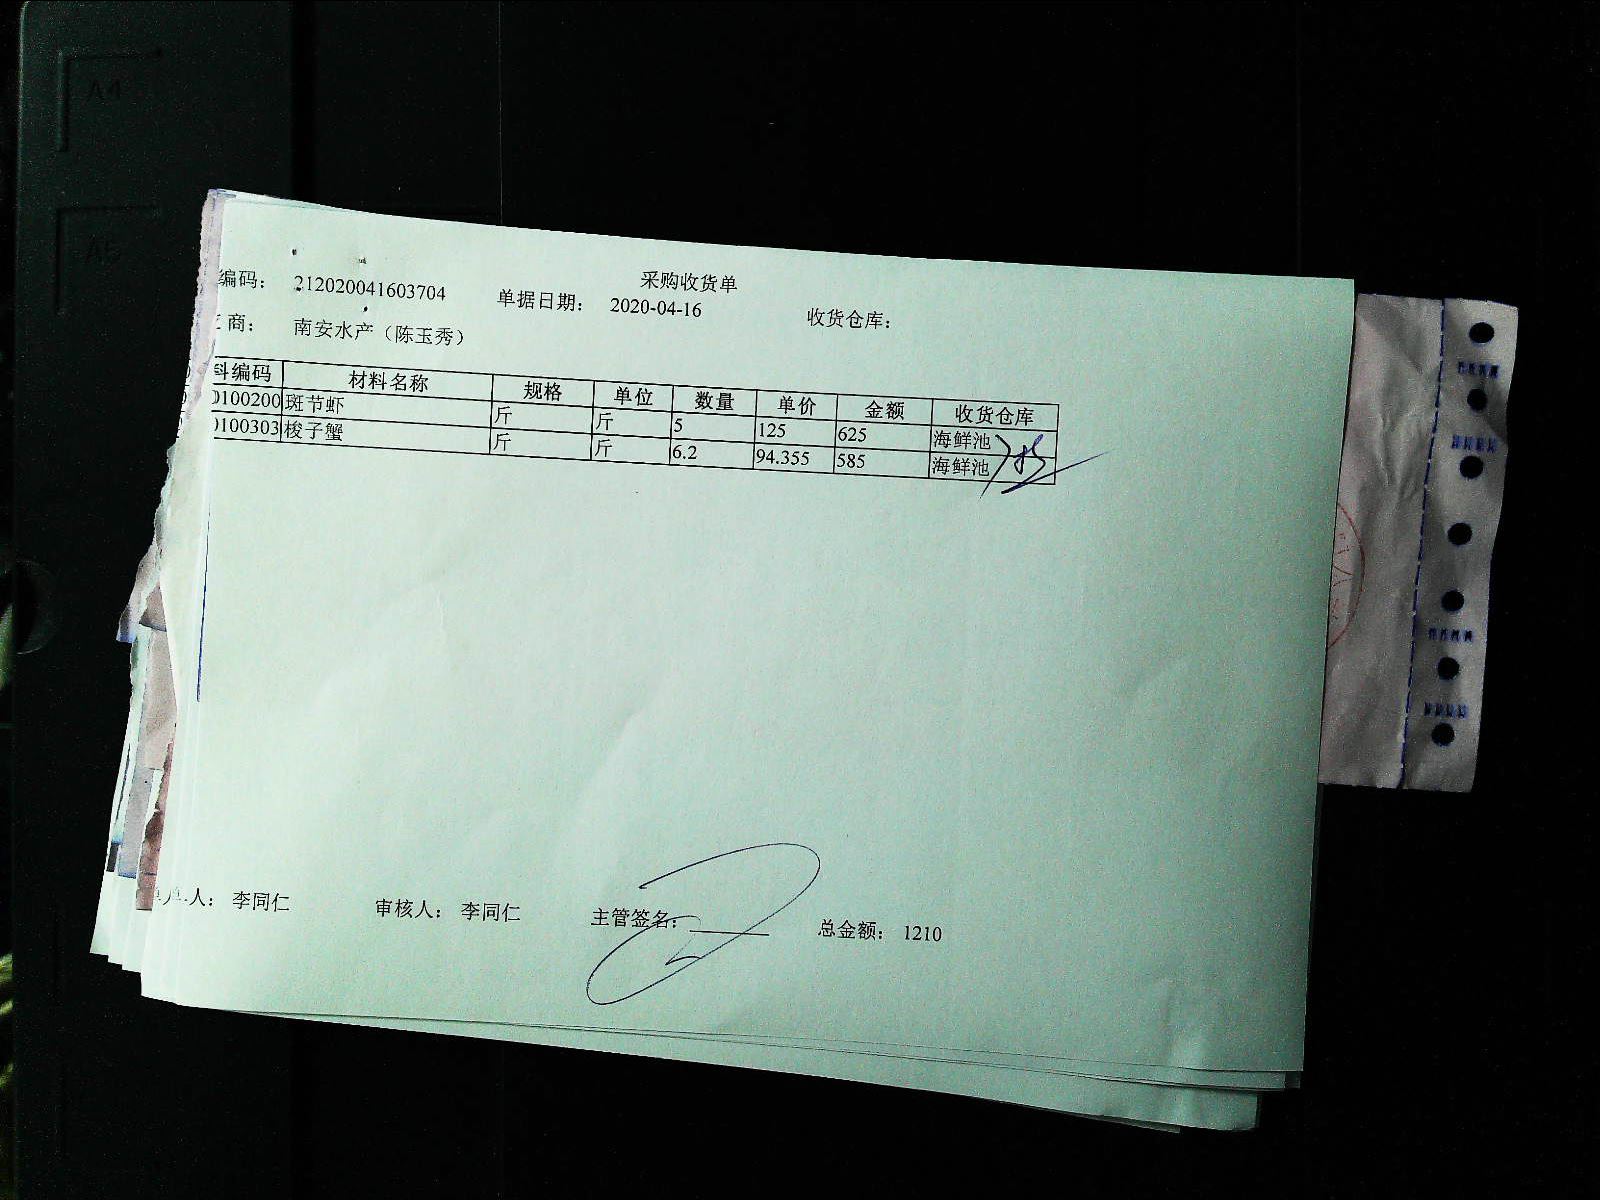 采购收货单
编码： 212020041603704 单据日期： 2020-04-16 收货仓库：
商： 南安水产（陈玉秀）
料编码 材料名称 规格 单位 数量 单价 金额 收货仓库
0100200 斑节虾 斤 斤 5 125 625 海鲜池
0100303 梭子蟹 斤 斤 6.2 94.355 585 海鲜池
单人： 李同仁 审核人： 李同仁 主管签名： 总金额： 1210
A4
A5